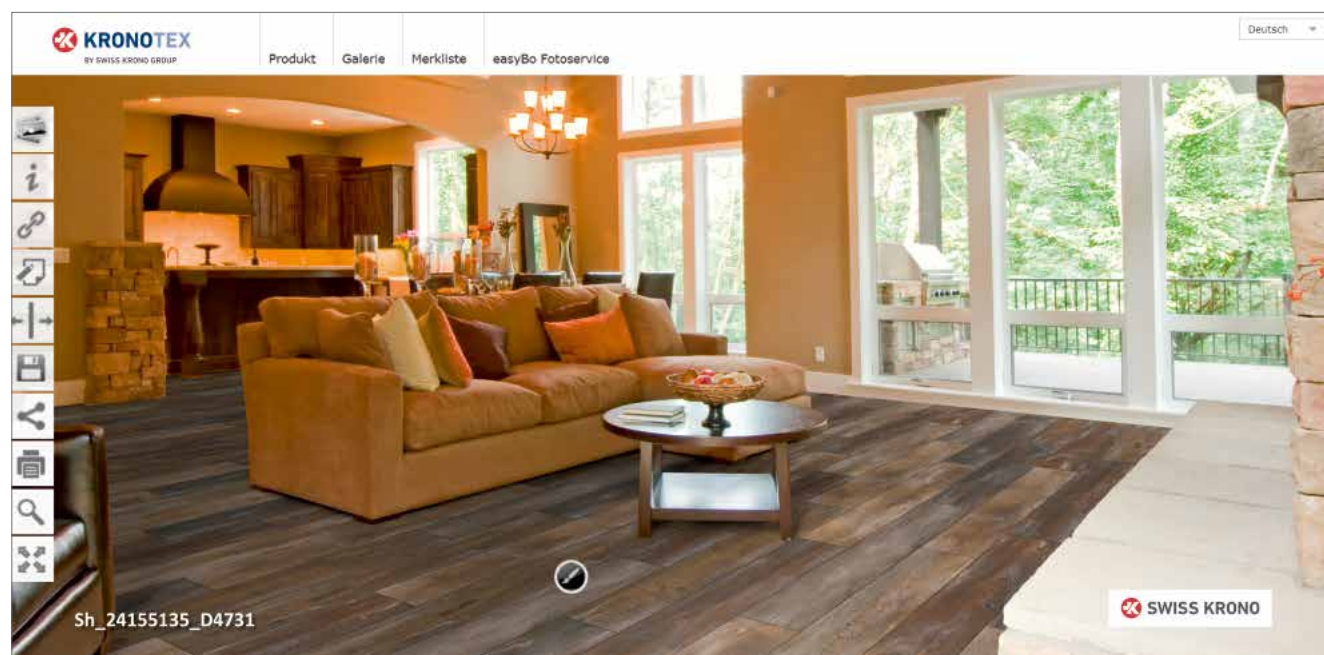 KRONOTEX
BY SWISS KRONO GROUP
Produkt
Galerie
Merkliste
easyBo Fotoservice
Deutsch
Sh_24155135_D4731
SWISS KRONO